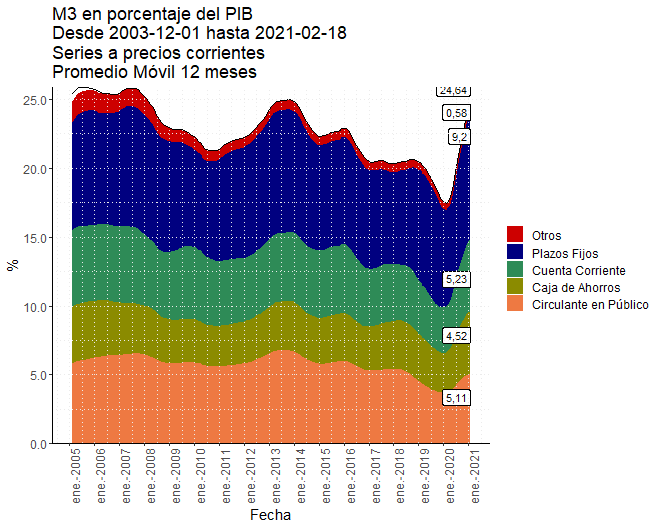 M3 en porcentaje del PIB
Desde 2003-12-01 hasta 2021-02-18
Series a precios corrientes
Promedio Móvil 12 meses
25.0
20.0
15.0
10.0
5.0
0.0
%
24,64
0,58
9,2
5,23
4,52
5,11
ene.-2005
ene.-2006
ene.-2007
ene.-2008
ene.-2009
ene.-2010
ene.-2011
ene.-2012
ene.-2013
ene.-2014
ene.-2015
ene.-2016
ene.-2017
ene.-2018
ene.-2019
ene.-2020
ene.-2021
Fecha
Otros
Plazos Fijos
Cuenta Corriente
Caja de Ahorros
Circulante en Público